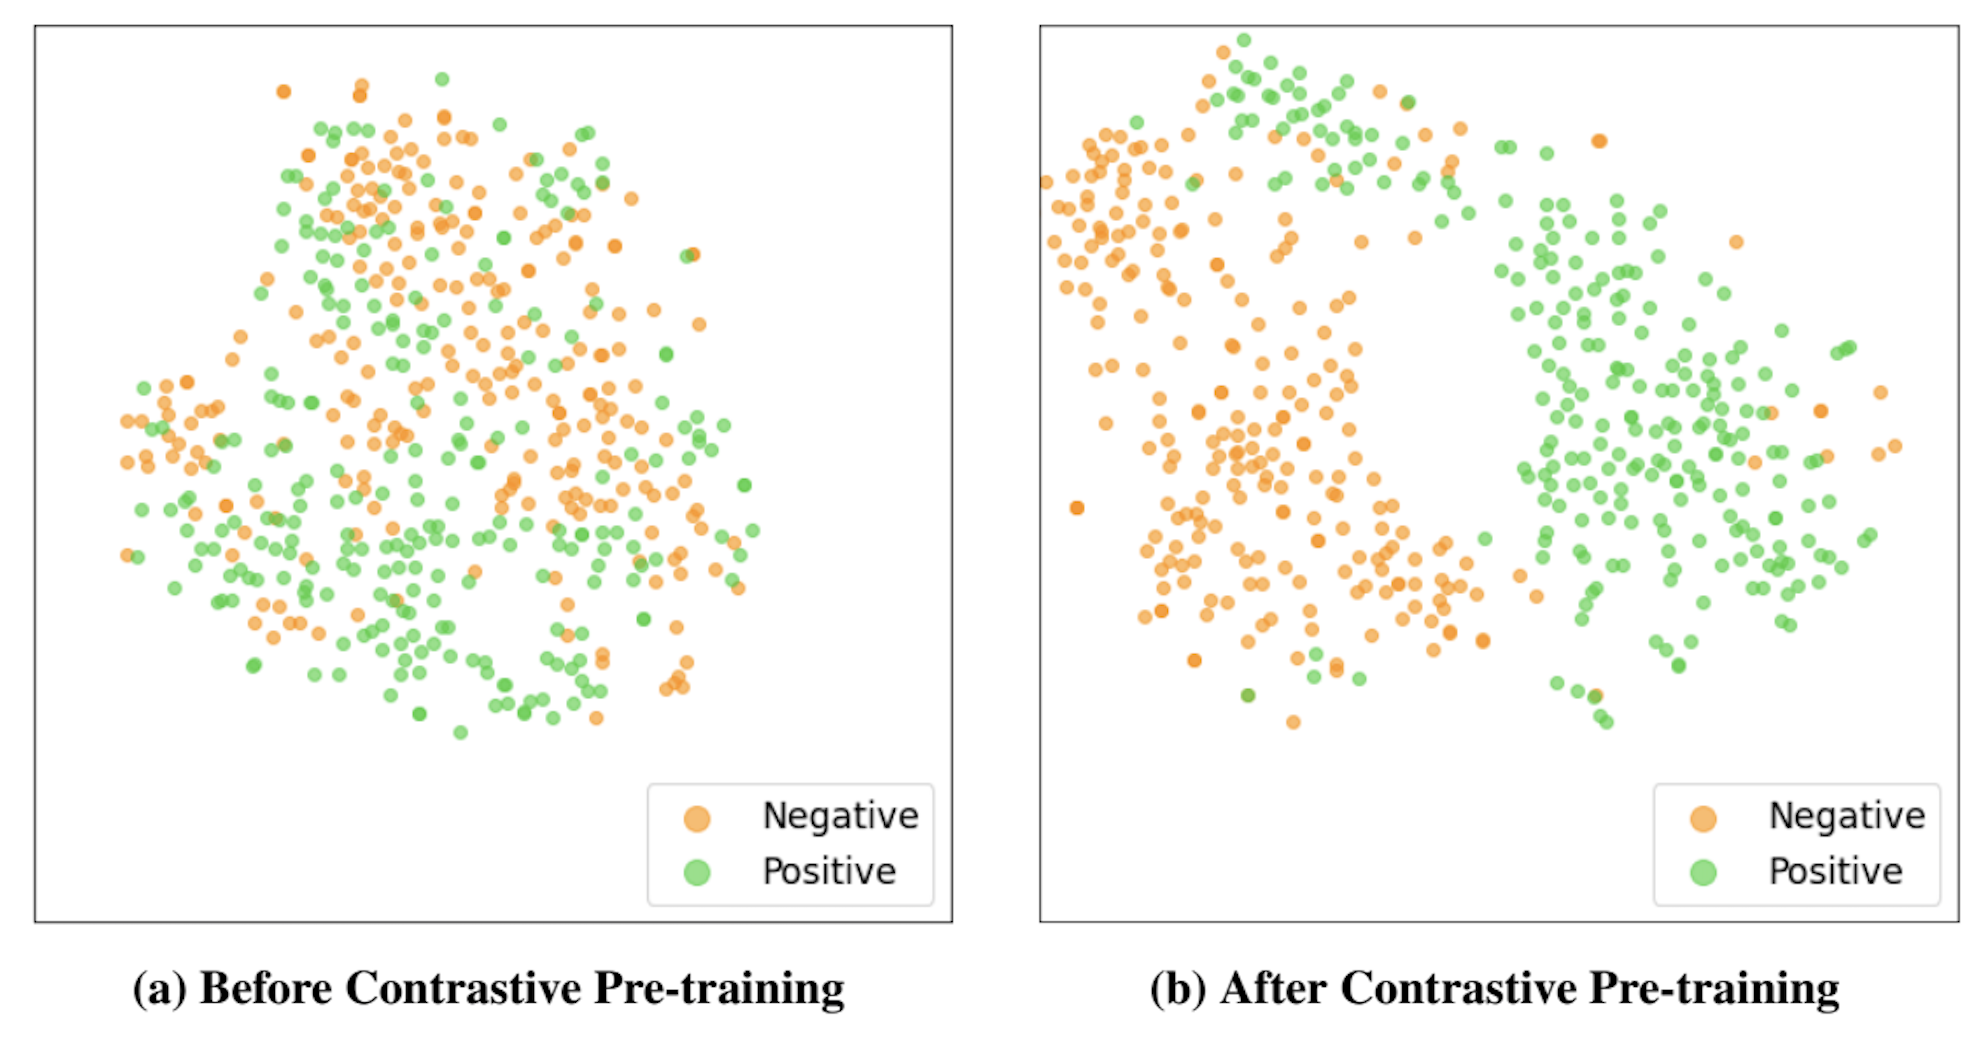 Negative
Positive
(a) Before Contrastive Pre-training
Negative
Positive
(b) After Contrastive Pre-training